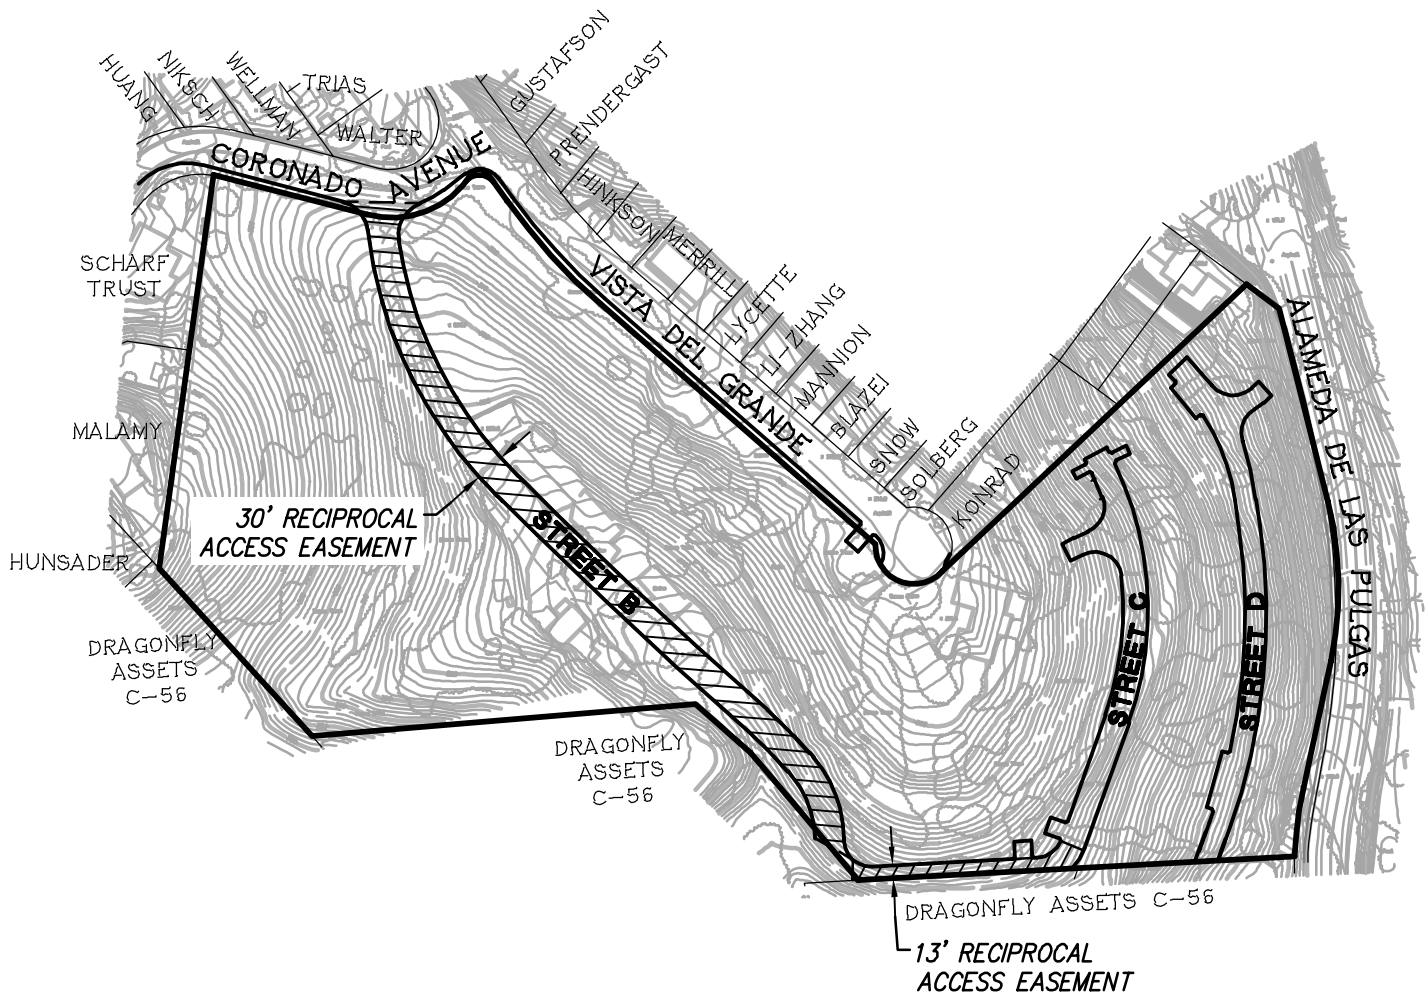 HUANG
NIKSCH
WELLMAN
TRIAS
WALTER
GUSTAFSON
PRENDERGAST
CORONADO AVENUE
HINKSON
MERRILL
LYCETTE
LI-ZHANG
MANNION
BLAZEI
SNOW
SOLBERG
KONRAD
SCHARF
TRUST
VISTA DEL GRANDE
ALAMEDA DE LAS PULGAS
MALAMY
30' RECIPROCAL
ACCESS EASEMENT
HUNSADER
STREET B
STREET C
STREET D
DRAGONFLY
ASSETS
C-56
DRAGONFLY
ASSETS
C-56
DRAGONFLY ASSETS C-56
13' RECIPROCAL
ACCESS EASEMENT